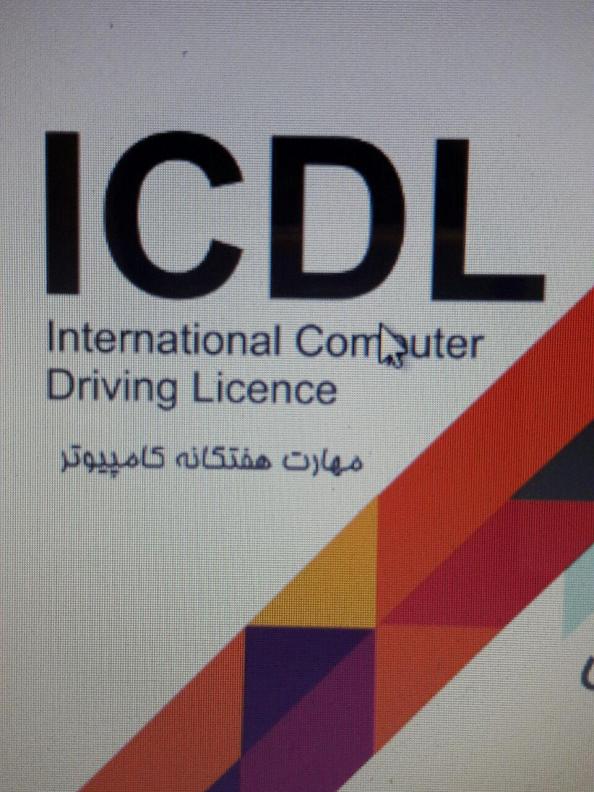 ICDL
International Computer
Driving Licence
مهارت هفتگانه کامپیوتر